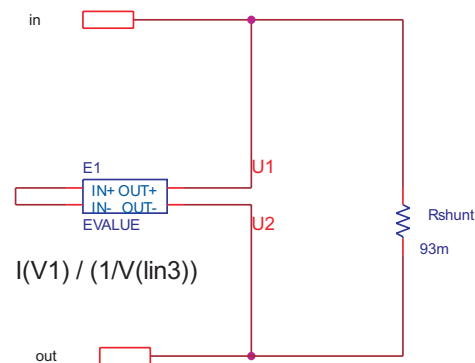 in
E1
U1
IN+ OUT+
IN- OUT-
EVALUE
U2
Rshunt
93m
I(V1) / (1/V(lin3))
out